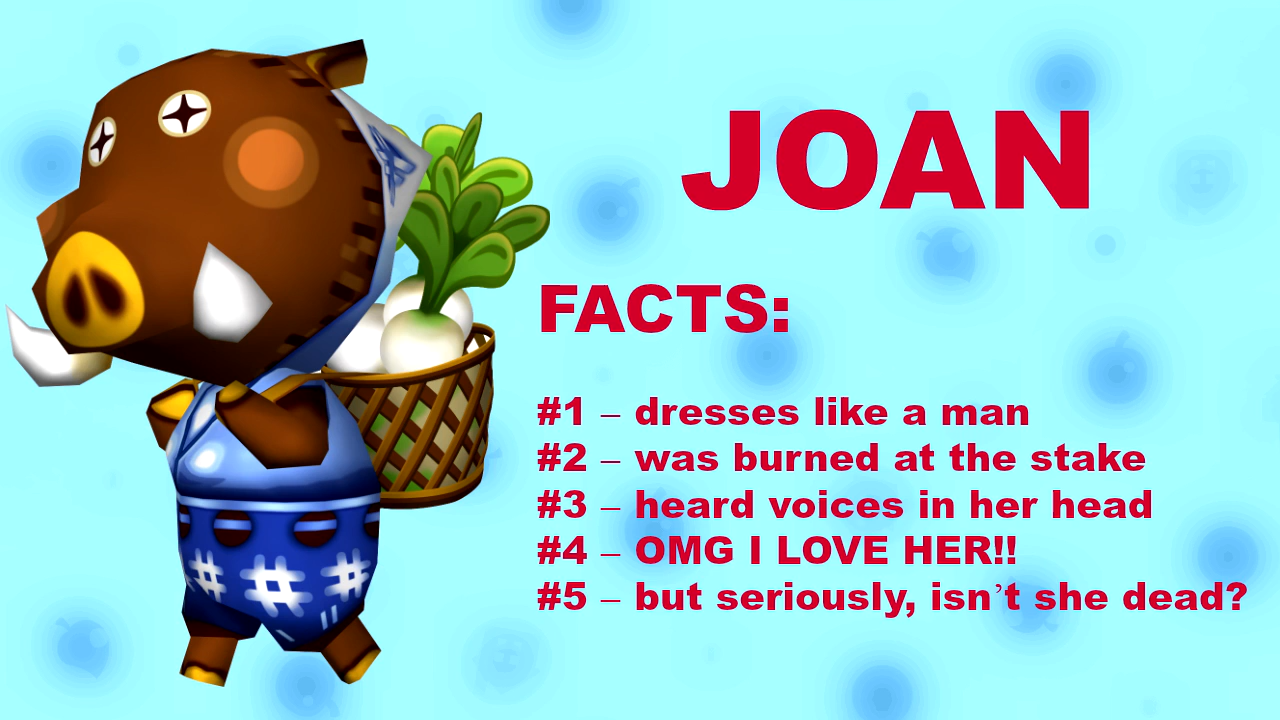 JOAN
FACTS:
#1 – dresses like a man
#2 – was burned at the stake
#3 – heard voices in her head
#4 – OMG I LOVE HER!!
#5 – but seriously, isn’t she dead?